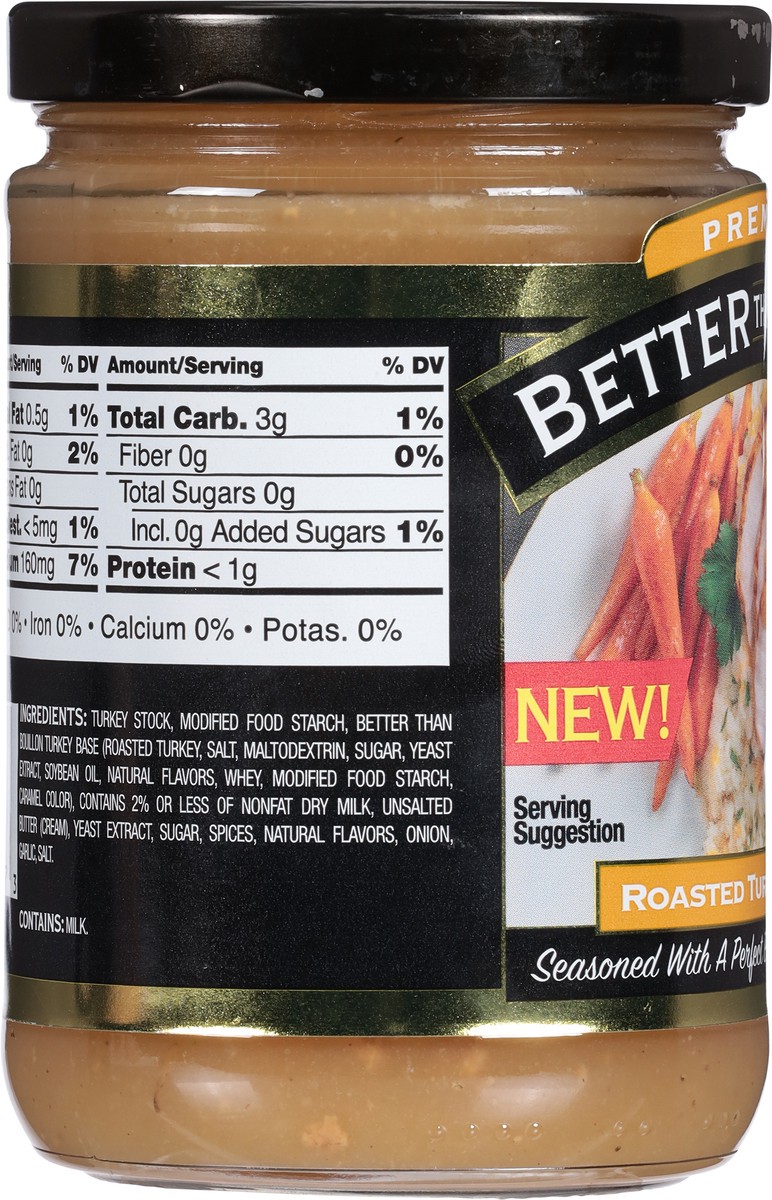 PREM
BETTER TH
/Serving % DV Amount/Serving % DV
Fat 0.5g 1% Total Carb. 3g 1%
Fat 0g 2% Fiber 0g 0%
s Fat 0g Total Sugars 0g
est. <5mg 1% Incl. 0g Added Sugars 1%
um 160mg 7% Protein < 1g
0% • Iron 0% • Calcium 0% • Potas. 0%
INGREDIENTS: TURKEY STOCK, MODIFIED FOOD STARCH, BETTER THAN
BOUILLON TURKEY BASE (ROASTED TURKEY, SALT, MALTODEXTRIN, SUGAR, YEAST
EXTRACT, SOYBEAN OIL, NATURAL FLAVORS, WHEY, MODIFIED FOOD STARCH,
CARAMEL COLOR), CONTAINS 2% OR LESS OF NONFAT DRY MILK, UNSALTED
BUTTER (CREAM), YEAST EXTRACT, SUGAR, SPICES, NATURAL FLAVORS, ONION,
GARLIC, SALT.
3
CONTAINS: MILK.
NEW!
Serving
Suggestion
ROASTED TUR
Seasoned With A Perfect